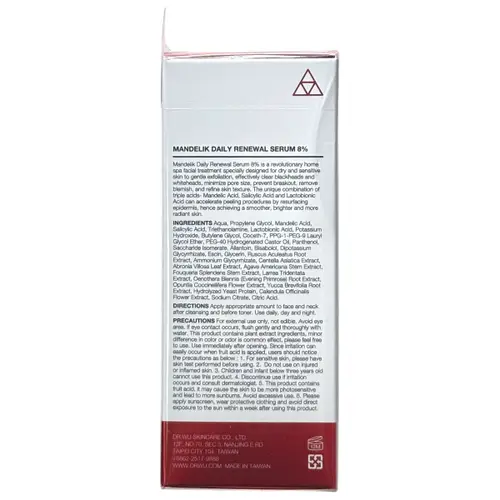 MANDELIK DAILY RENEWAL SERUM 8%
Mandelik Daily Renewal Serum 8% is a revolutionary home
spa facial treatment specially designed for dry and sensitive
skin to gentle exfoliation, effectively clear blackheads and
whiteheads, minimize pore size, prevent breakout, remove
blemish, and refine skin texture. The unique combination of
triple acids- Mandelic Acid, Salicylic Acid and Lactobionic
Acid can accelerate peeling procedures by resurfacing
epidermis, hence achieving a smoother, brighter and more
radiant skin.
INGREDIENTS Aqua, Propylene Glycol, Mandelic Acid,
Salicylic Acid, Triethanolamine, Lactobionic Acid, Potassium
Hydroxide, Butylene Glycol, Coceth-7, PPG-1-PEG-9 Lauryl
Glycol Ether, PEG-40 Hydrogenated Castor Oil, Panthenol,
Saccharide Isomerate, Allantoin, Bisabolol, Dipotassium
Glycyrrhizate, Escin, Glycerin, Ruscus Aculeatus Root
Extract, Ammonium Glycyrrhizate, Centella Asiatica Extract,
Abronia Villosa Leaf Extract, Agava Americana Stem Extract,
Fouquieria Splendens Stem Extract, Larrea Tridentata
Extract, Oenothera Biennis (Evening Primrose) Root Extract,
Opuntia Coccinellifera Flower Extract, Yucca Brevifolia Root
Extract, Hydrolyzed Yeast Protein, Calendula Officinalis
Flower Extract, Sodium Citrate, Citric Acid.
DIRECTIONS Apply appropriate amount to face and neck
after cleansing and before toner. Use daily, day and night.
PRECAUTIONS For external use only, not edible. Avoid eye
area. If eye contact occurs, flush gently and thoroughly with
water. This product contains plant extract ingredients, minor
difference in color or odor is common effect, please feel free
to use. Use immediately after opening. Since irritation can
easily occur when fruit acid is applied, users should notice
the precautions as below : 1. For sensitive skin, please have
skin test performed before using. 2. Do not use on injured
or inflamed skin. 3. Children and infant below three years old
cannot use this product. 4. Discontinue use if irritation
occurs and consult dermatologist. 5. This product contains
fruit acid, it may cause the skin to be more photosensitive
and lead to more sunburns. Avoid excessive use. 6. Please
apply sunscreen, wear protective clothing and avoid direct
exposure to the sun within a week after using this product.
DR.WU SKINCARE CO., LTD.
12F., NO.76, SEC.3, NANJING E RD
TAIPEI CITY 104, TAIWAN
WWW.DRWU.COM MADE IN TAIWAN